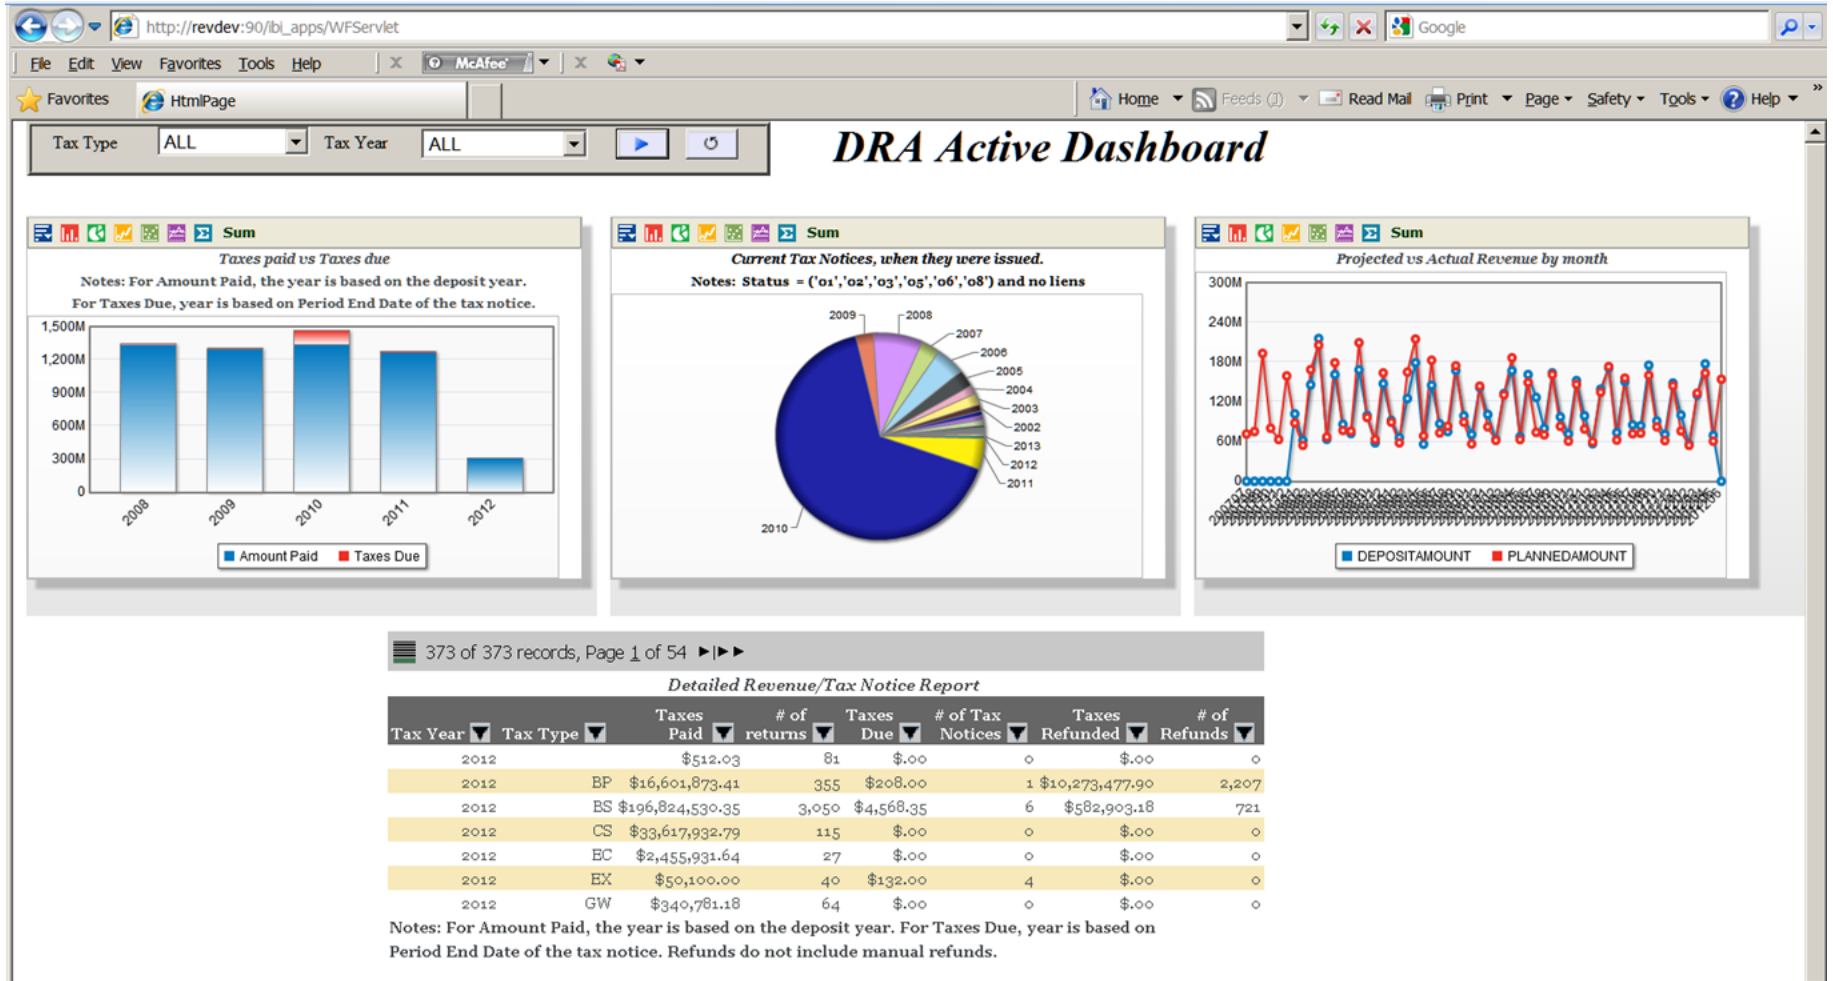 http://revdev:90/ibi_apps/WFServlet
Google
File Edit View Favorites Tools Help
X McAfee X
Favorites
HtmlPage
Home Feeds (J) Read Mail Print Page Safety Tools Help »
Tax Type ALL Tax Year ALL
DRA Active Dashboard
Sum
Taxes paid vs Taxes due
Notes: For Amount Paid, the year is based on the deposit year.
For Taxes Due, year is based on Period End Date of the tax notice.
1,500M
1,200M
900M
600M
300M
0
2008 2009 2010 2011 2012
Amount Paid Taxes Due
Sum
Current Tax Notices, when they were issued.
Notes: Status = ('01','02','03','05','06','08') and no liens
2009 2008
2007
2006
2005
2004
2003
2002
2013
2012
2011
2010
Sum
Projected vs Actual Revenue by month
300M
240M
180M
120M
60M
0
200707
201206
DEPOSITAMOUNT PLANNEDAMOUNT
373 of 373 records, Page 1 of 54
Detailed Revenue/Tax Notice Report
Tax Year Tax Type Taxes Paid # of returns Taxes Due # of Tax Notices Taxes Refunded # of Refunds
2012 $512.03 81 $.00 0 $.00 0
2012 BP $16,601,873.41 355 $208.00 1 $10,273,477.90 2,207
2012 BS $196,824,530.35 3,050 $4,568.35 6 $582,903.18 721
2012 CS $33,617,932.79 115 $.00 0 $.00 0
2012 EC $2,455,931.64 27 $.00 0 $.00 0
2012 EX $50,100.00 40 $132.00 4 $.00 0
2012 GW $340,781.18 64 $.00 0 $.00 0
Notes: For Amount Paid, the year is based on the deposit year. For Taxes Due, year is based on
Period End Date of the tax notice. Refunds do not include manual refunds.